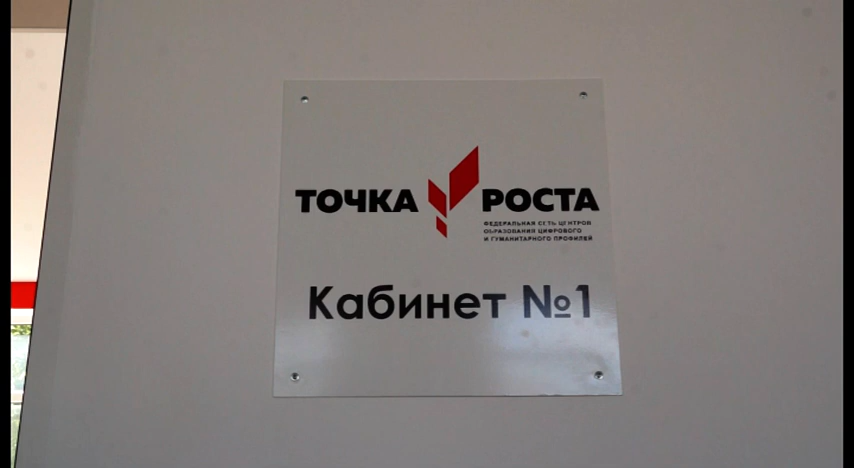 ТОЧКА РОСТА
ФЕДЕРАЛЬНАЯ СЕТЬ ЦЕНТРОВ
ОБРАЗОВАНИЯ ЦИФРОВОГО
И ГУМАНИТАРНОГО ПРОФИЛЕЙ
Кабинет №1